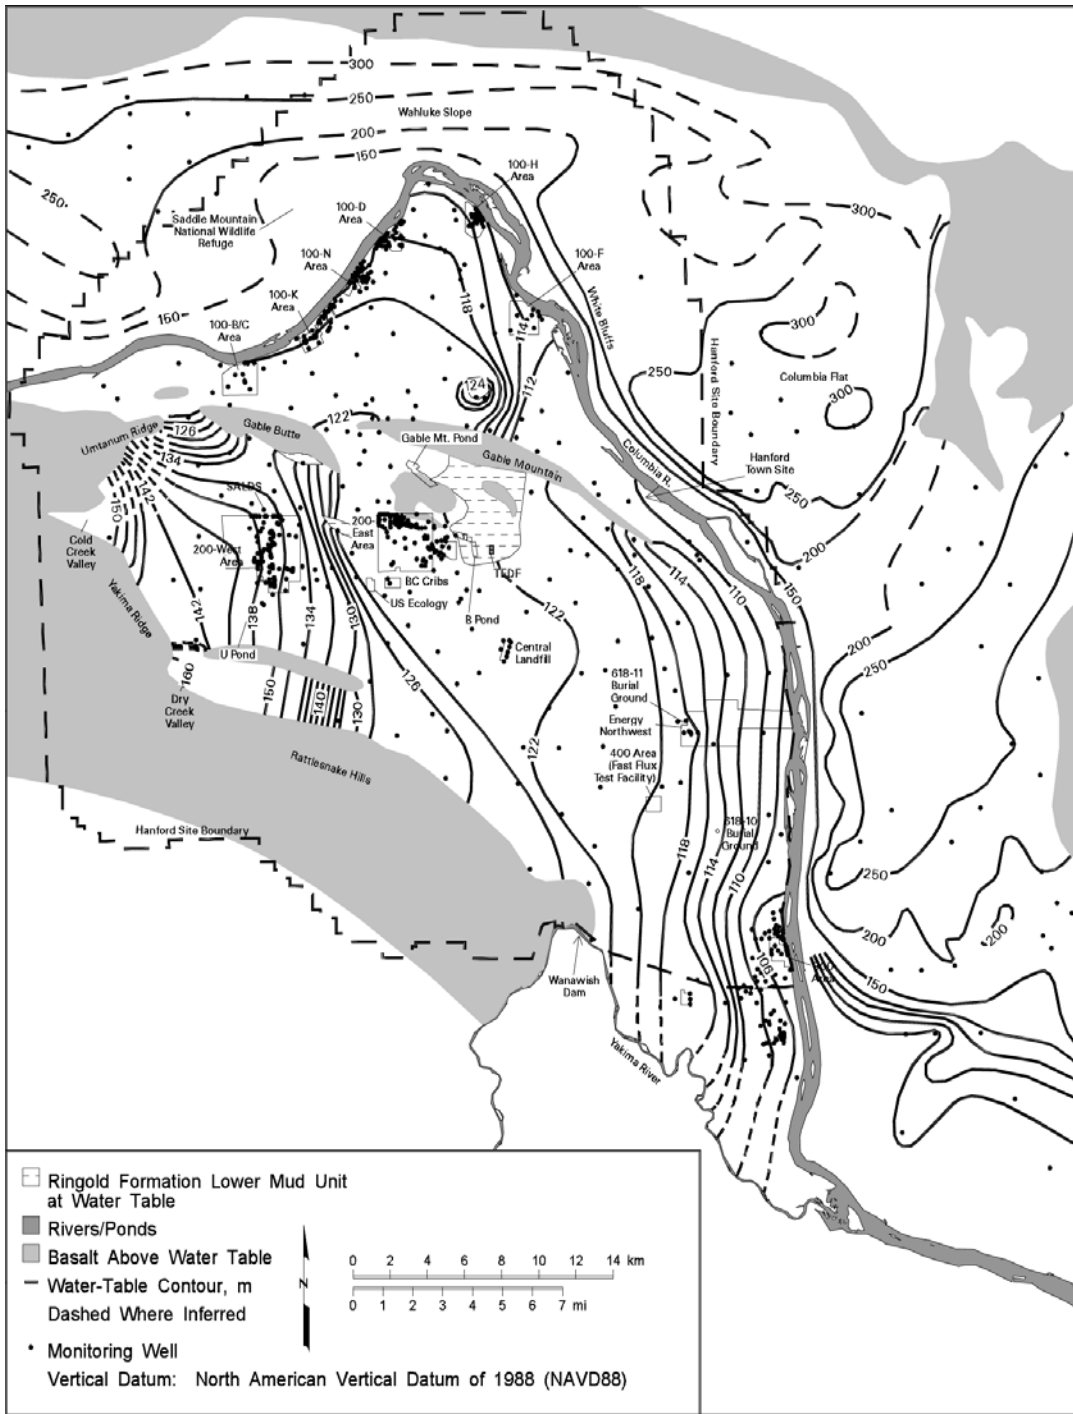 300
250
Wahluke Slope
200
150
100-H
Area
250
Saddle Mountain
National Wildlife
Refuge
100-D
Area
300
100-N
Area
100-F
Area
100-K
Area
118
White Bluffs
150
100-B/C
Area
114
300
Hanford Site Boundary
250
Columbia Flat
124
112
300
122
Umtanum Ridge
126
Gable Butte
Gable Mt. Pond
Gable Mountain
134
Columbia R.
Hanford
Town Site
142
SALDS
250
150
200-
East
Area
Cold
Creek
Valley
200-West
Area
TEDF
118
114
110
200
150
BC Cribs
US Ecology
B Pond
122
Yakima Ridge
142
138
134
130
200
U Pond
Central
Landfill
250
160
150
140
130
126
618-11
Burial
Ground
Dry
Creek
Valley
Energy
Northwest
122
400 Area
(Fast Flux
Test Facility)
Rattlesnake Hills
Hanford Site Boundary
618-10
Burial
Ground
118
114
110
250
200
200
106
300
Area
150
Wanawish
Dam
Yakima River
Ringold Formation Lower Mud Unit
at Water Table
Rivers/Ponds
Basalt Above Water Table
Water-Table Contour, m
Dashed Where Inferred
Monitoring Well
Vertical Datum: North American Vertical Datum of 1988 (NAVD88)
N
0 2 4 6 8 10 12 14 km
0 1 2 3 4 5 6 7 mi